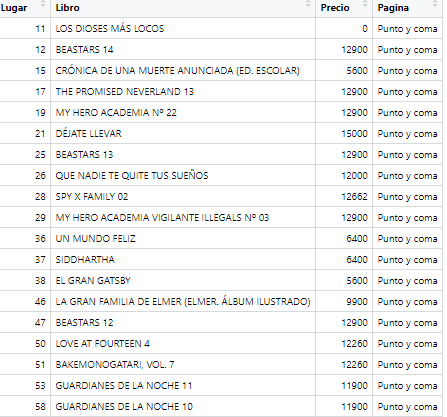 Lugar Libro Precio Pagina
11 LOS DIOSES MÁS LOCOS 0 Punto y coma
12 BEASTARS 14 12900 Punto y coma
15 CRÓNICA DE UNA MUERTE ANUNCIADA (ED. ESCOLAR) 5600 Punto y coma
17 THE PROMISED NEVERLAND 13 12900 Punto y coma
19 MY HERO ACADEMIA Nº 22 12900 Punto y coma
21 DÉJATE LLEVAR 15000 Punto y coma
25 BEASTARS 13 12900 Punto y coma
26 QUE NADIE TE QUITE TUS SUEÑOS 12000 Punto y coma
28 SPY X FAMILY 02 12662 Punto y coma
29 MY HERO ACADEMIA VIGILANTE ILLEGALS Nº 03 12900 Punto y coma
36 UN MUNDO FELIZ 6400 Punto y coma
37 SIDDHARTHA 6400 Punto y coma
38 EL GRAN GATSBY 5600 Punto y coma
46 LA GRAN FAMILIA DE ELMER (ELMER. ÁLBUM ILUSTRADO) 9900 Punto y coma
47 BEASTARS 12 12900 Punto y coma
50 LOVE AT FOURTEEN 4 12260 Punto y coma
51 BAKEMONOGATARI, VOL. 7 12260 Punto y coma
53 GUARDIANES DE LA NOCHE 11 11900 Punto y coma
58 GUARDIANES DE LA NOCHE 10 11900 Punto y coma